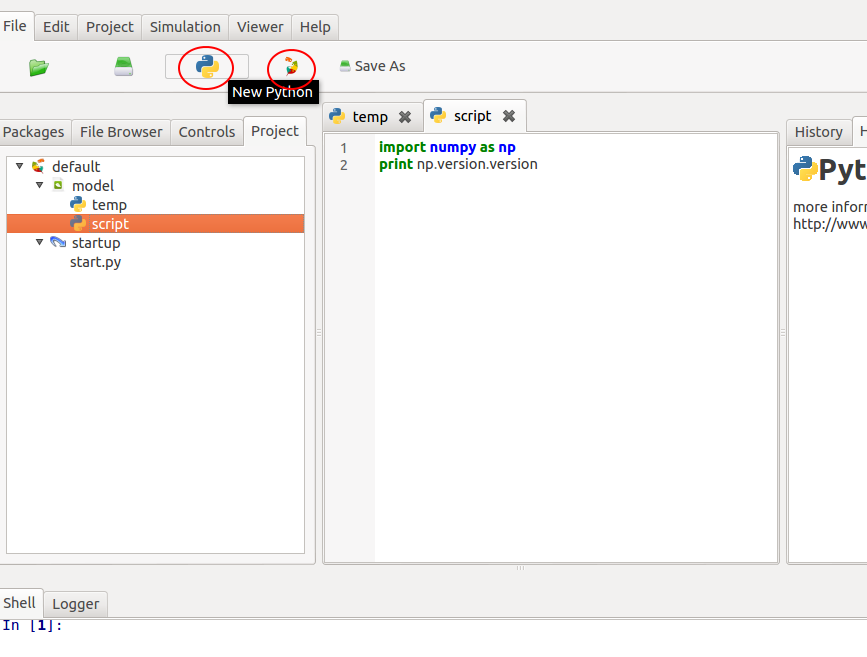 File Edit Project Simulation Viewer Help
Save As
New Python
temp script
Packages File Browser Controls Project
History
default
model
temp
script
startup
start.py
1 import numpy as np
2 print np.version.version
Pyt
more inforr
http://www
Shell Logger
In [1]: